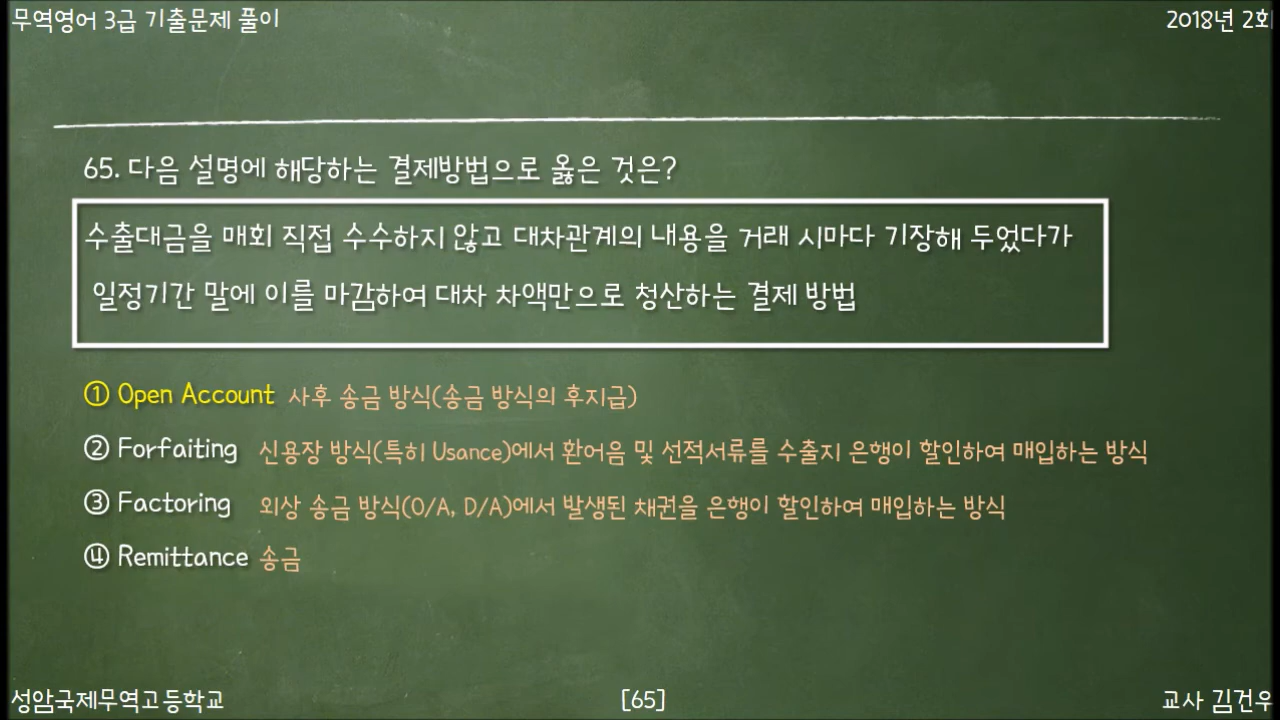 무역영어 3급 기출문제 풀이
2018년 2회
65. 다음 설명에 해당하는 결제방법으로 옳은 것은?
수출대금을 매회 직접 수수하지 않고 대차관계의 내용을 거래 시마다 기장해 두었다가
일정기간 말에 이를 마감하여 대차 차액만으로 청산하는 결제 방법
① Open Account 사후 송금 방식(송금 방식의 후지급)
② Forfaiting 신용장 방식(특히 Usance)에서 환어음 및 선적서류를 수출지 은행이 할인하여 매입하는 방식
③ Factoring 외상 송금 방식(O/A, D/A)에서 발생된 채권을 은행이 할인하여 매입하는 방식
④ Remittance 송금
성암국제무역고등학교
[65]
교사 김건우